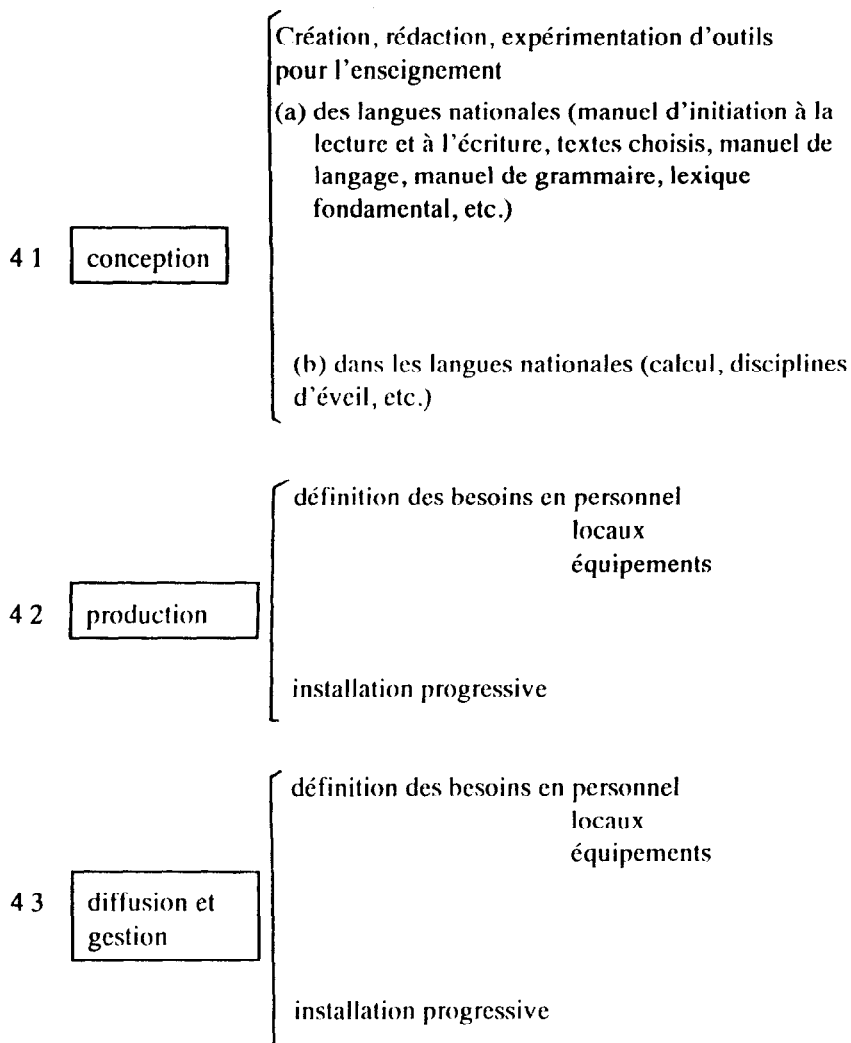 Création, rédaction, expérimentation d'outils
pour l'enseignement
(a) des langues nationales (manuel d'initiation à la
lecture et à l'écriture, textes choisis, manuel de
langage, manuel de grammaire, lexique
fondamental, etc.)
4 1 conception
(b) dans les langues nationales (calcul, disciplines
d'éveil, etc.)
définition des besoins en personnel
locaux
équipements
4 2 production
installation progressive
définition des besoins en personnel
locaux
équipements
4 3 diffusion et
gestion
installation progressive